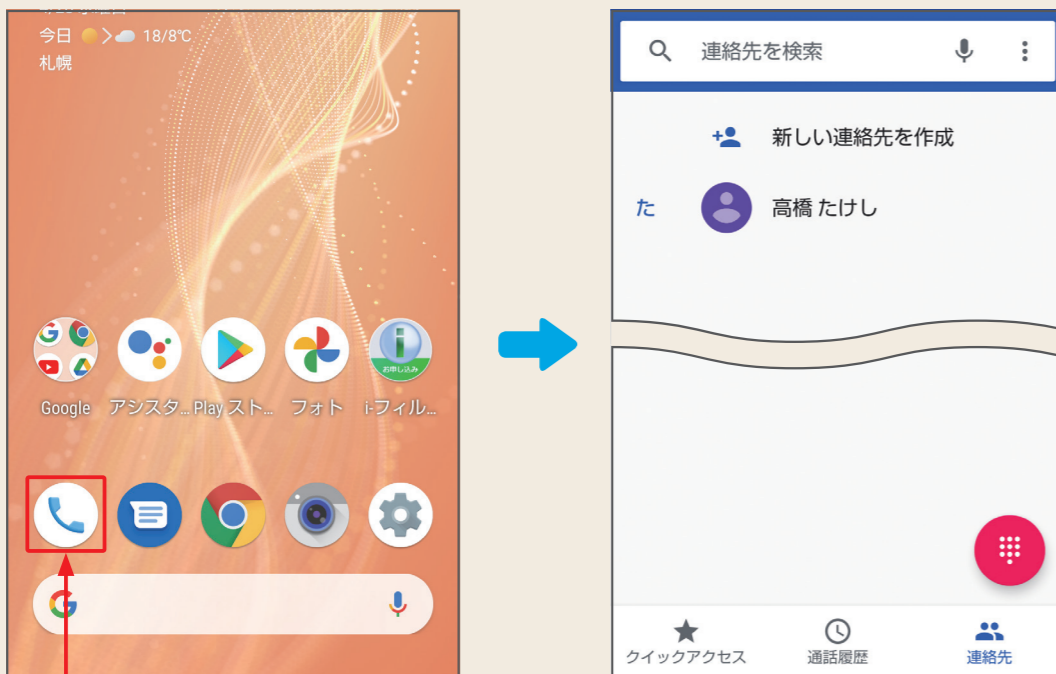 今日 18/8℃
札幌
お申し込み
Google アシスタ… Play スト… フォト i-フィル…
連絡先を検索
新しい連絡先を作成
た 高橋 たけし
クイックアクセス 通話履歴 連絡先